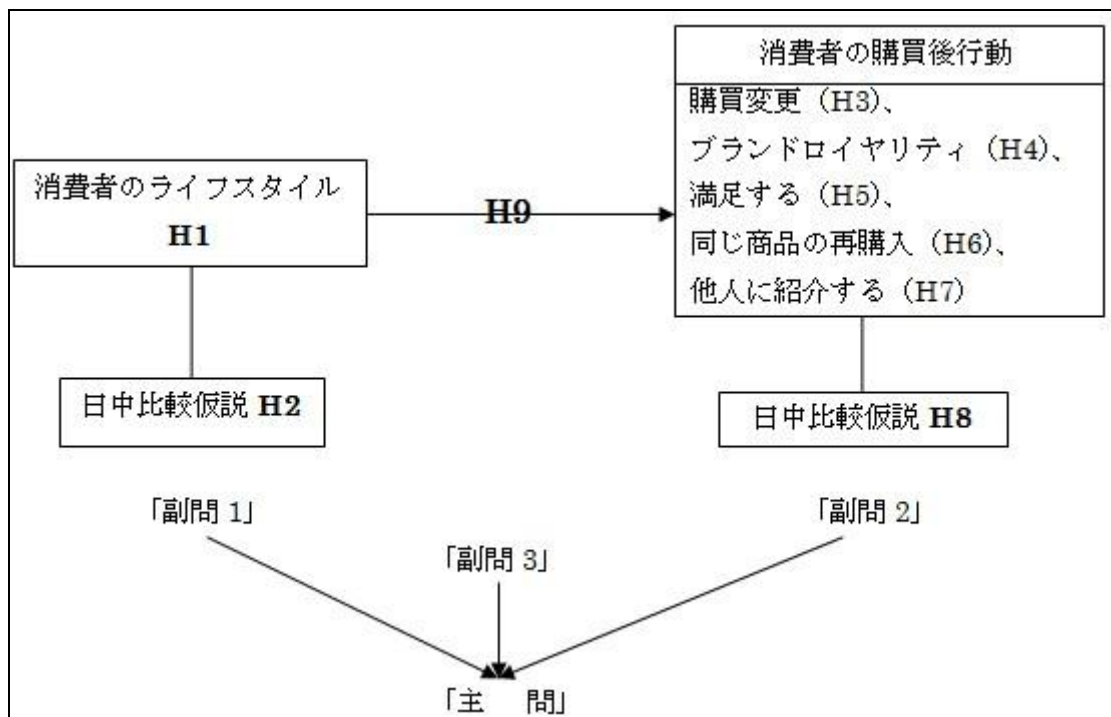 消費者の購買後行動
購買変更（H3）、
ブランドロイヤリティ（H4）、
満足する（H5）、
同じ商品の再購入（H6）、
他人に紹介する（H7）
消費者のライフスタイル
H1
H9
日中比較仮説 H2
日中比較仮説 H8
「副問 1」
「副問 2」
「副問 3」
「主　問」